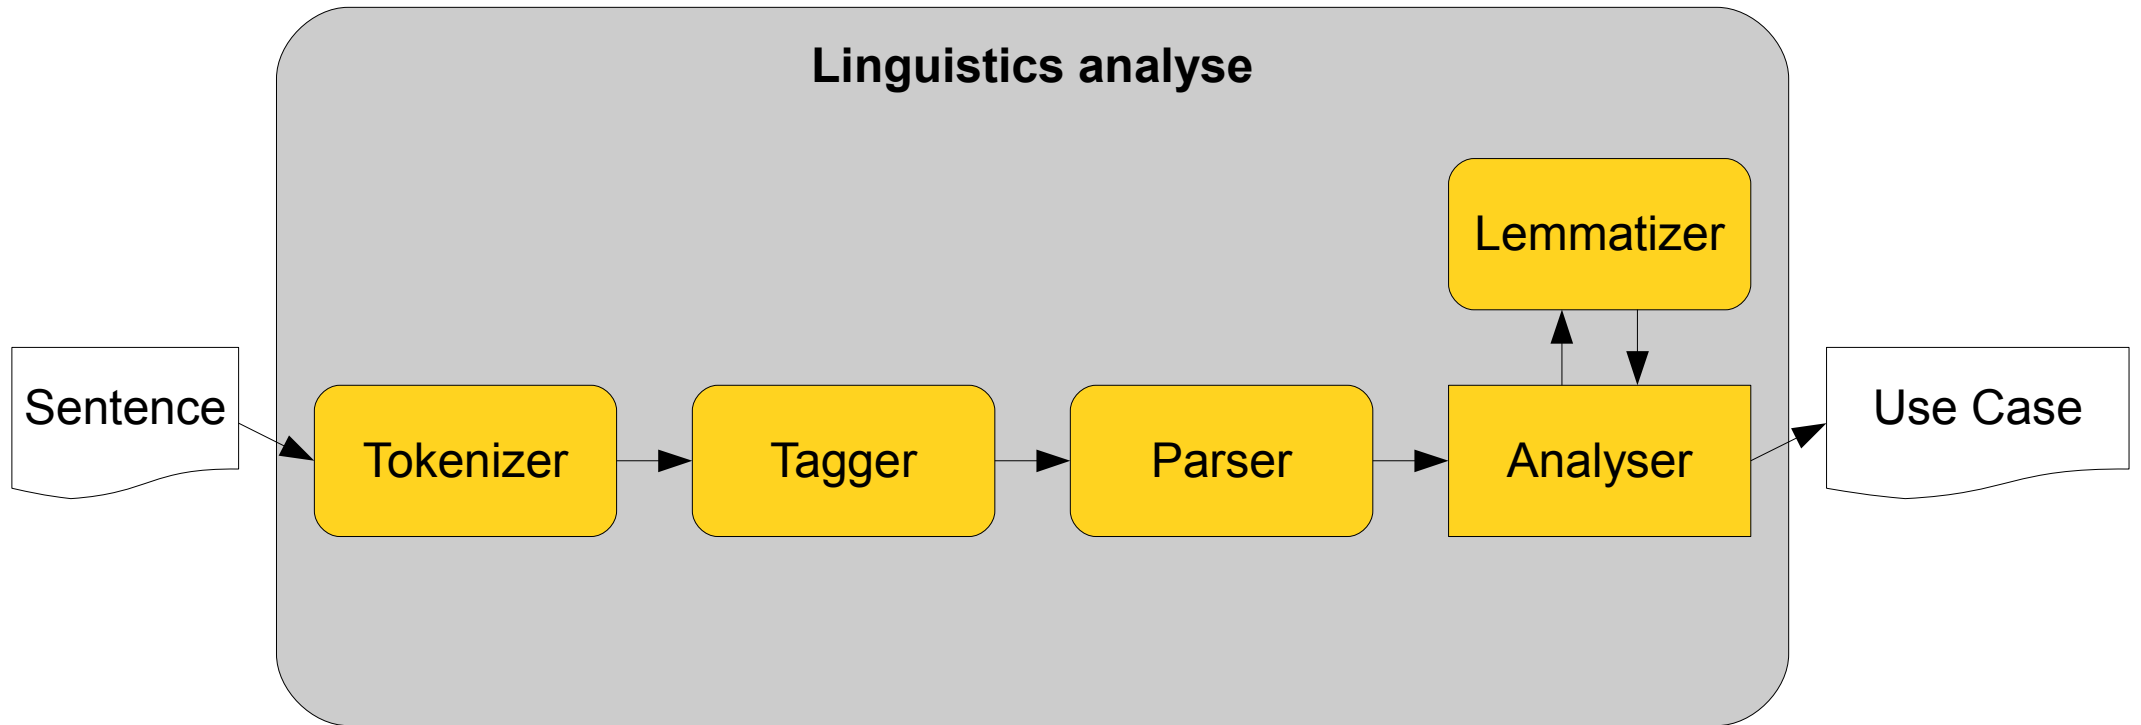 Linguistics analyse
Lemmatizer
Sentence
Tokenizer
Tagger
Parser
Analyser
Use Case